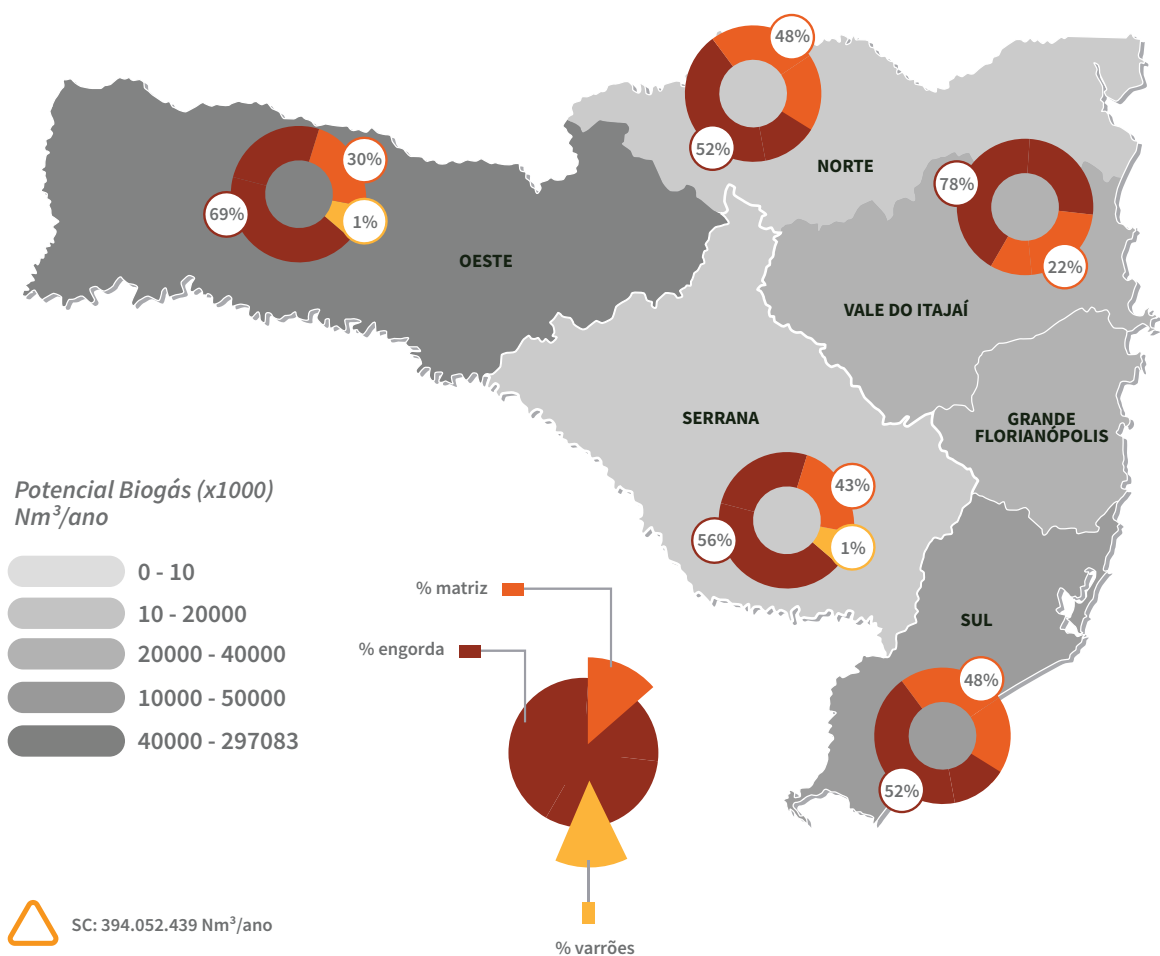 48%
52%
NORTE
30%
69%
1%
OESTE
78%
22%
VALE DO ITAJAÍ
GRANDE
FLORIANÓPOLIS
SERRANA
43%
56%
1%
SUL
48%
52%
Potencial Biogás (x1000)
Nm³/ano
0 - 10
10 - 20000
20000 - 40000
10000 - 50000
40000 - 297083
% matriz
% engorda
% varrões
SC: 394.052.439 Nm³/ano